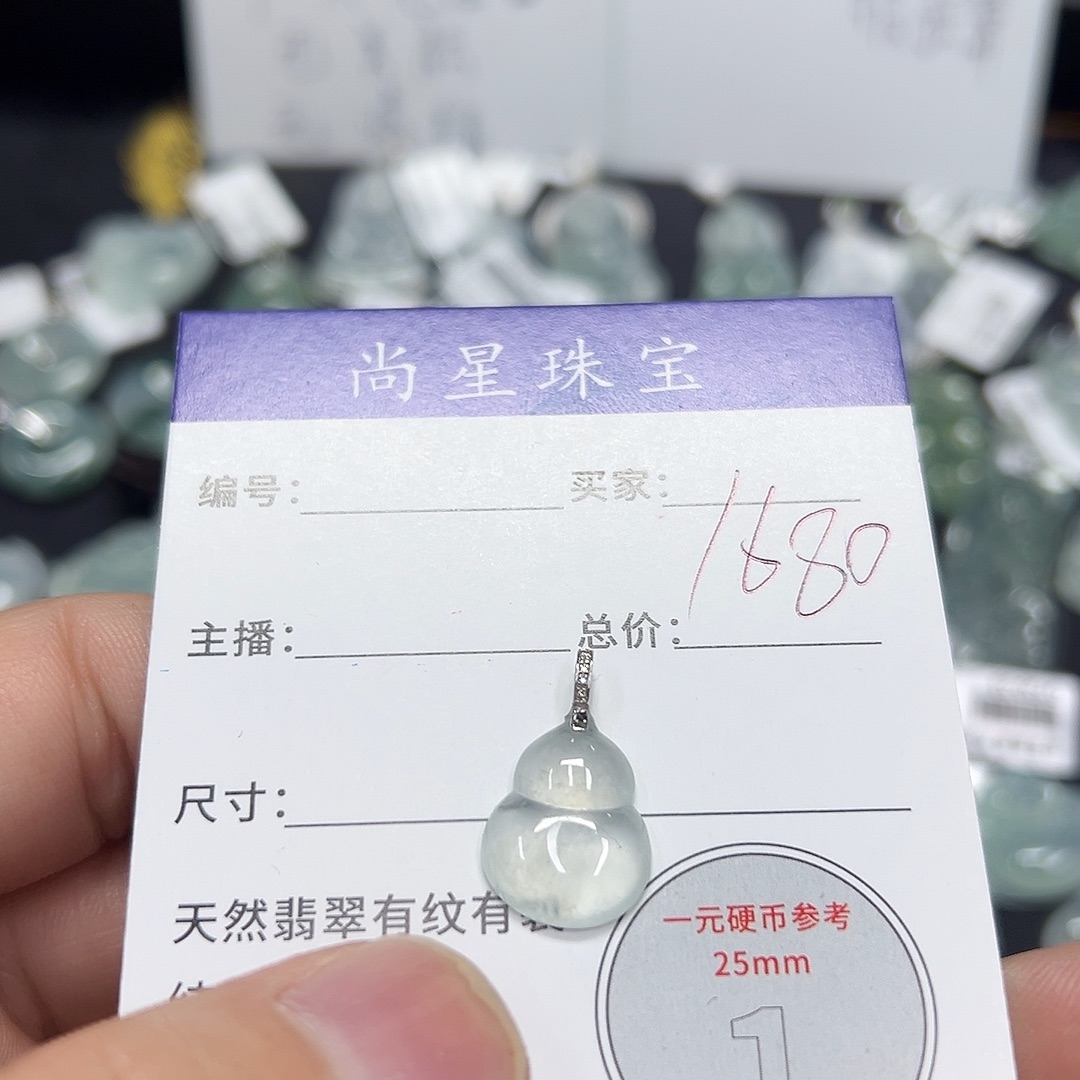 尚星珠宝
编号： 买家：
1680
主播： 总价：
尺寸：
天然翡翠有纹有裂
一元硬币参考
25mm
1